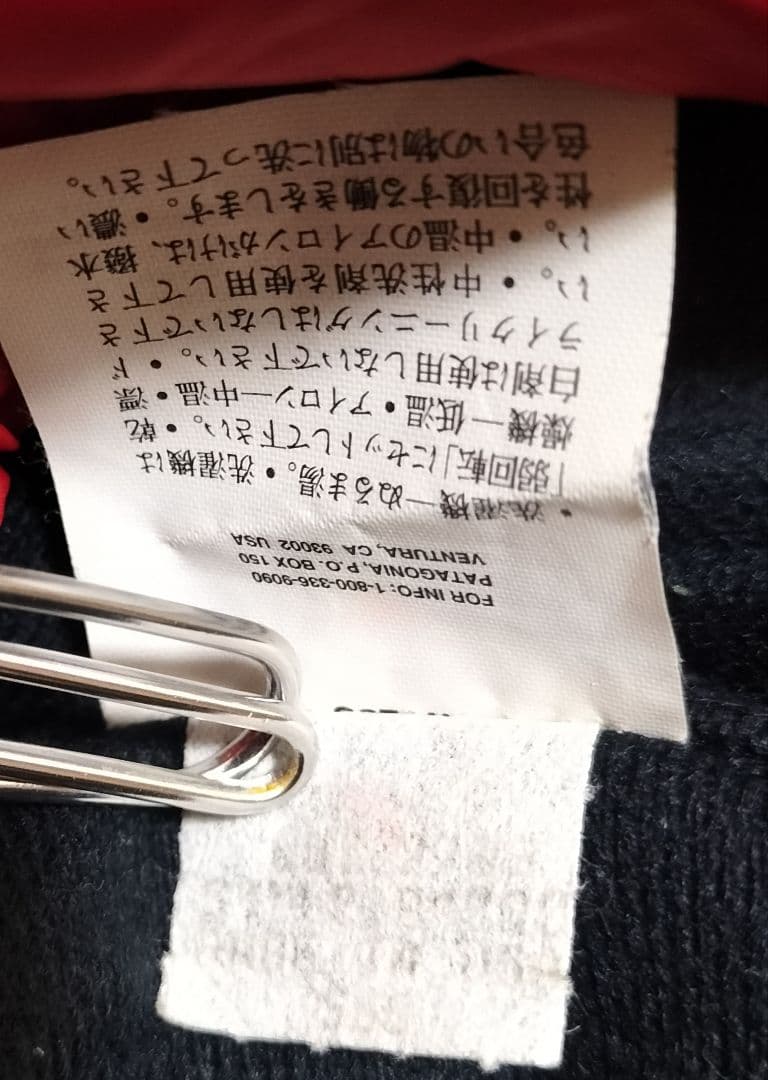 FOR INFO: 1-800-336-9090
PATAGONIA, P.O. BOX 150
VENTURA, CA 93002 USA
•洗濯機—ぬるま湯。•洗濯機は
「弱回転」にセットして下さい。•乾
燥機—低温•アイロン—中温•漂
白剤は使用しないで下さい。•ド
ライクリーニングはしないで下さ
い。•中性洗剤を使用して下さ
い。•中温のアイロンがけは、撥水
性を回復する働きをします。•濃い
色合いの物は別に洗って下さい。